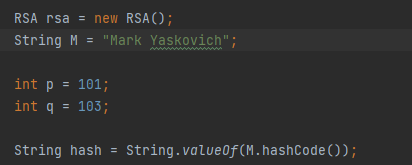 RSA rsa = new RSA();
String M = "Mark Yaskovich";
int p = 101;
int q = 103;
String hash = String.valueOf(M.hashCode());